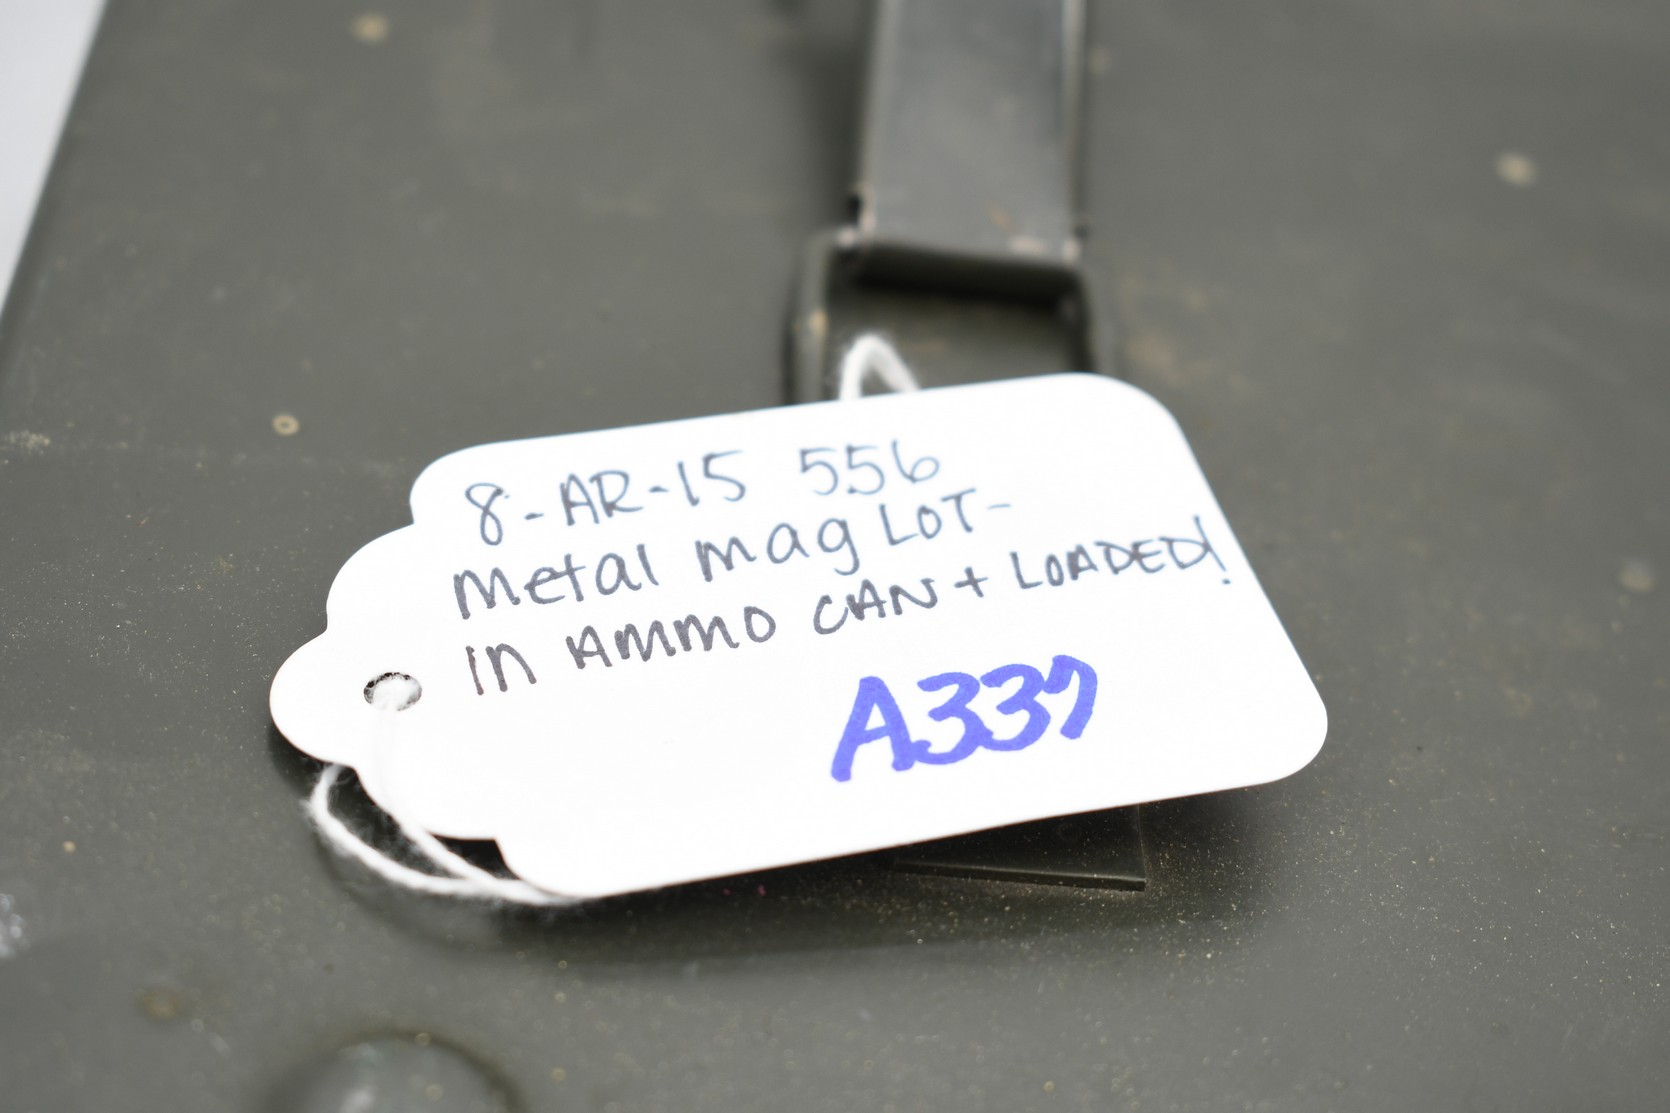 8-AR-15 556
Metal mag LOT-
IN AMMO CAN + LOADED!
A337